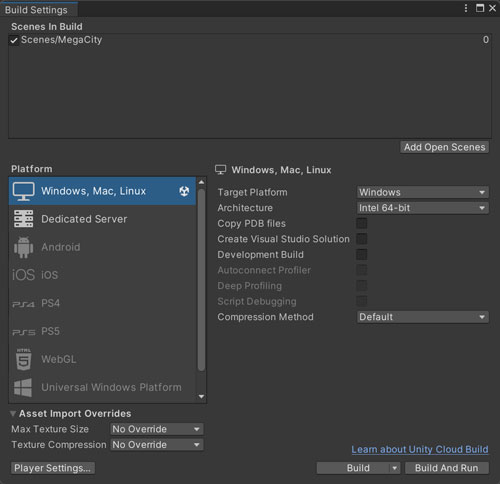 Build Settings
Scenes In Build
Scenes/MegaCity 0
Add Open Scenes
Platform
Windows, Mac, Linux
Dedicated Server
Android
iOS iOS
PS4 PS4
PS5 PS5
HTML 5 WebGL
Universal Windows Platform
Windows, Mac, Linux
Target Platform Windows
Architecture Intel 64-bit
Copy PDB files
Create Visual Studio Solution
Development Build
Autoconnect Profiler
Deep Profiling
Script Debugging
Compression Method Default
Asset Import Overrides
Max Texture Size No Override
Texture Compression No Override
Learn about Unity Cloud Build
Player Settings... Build Build And Run